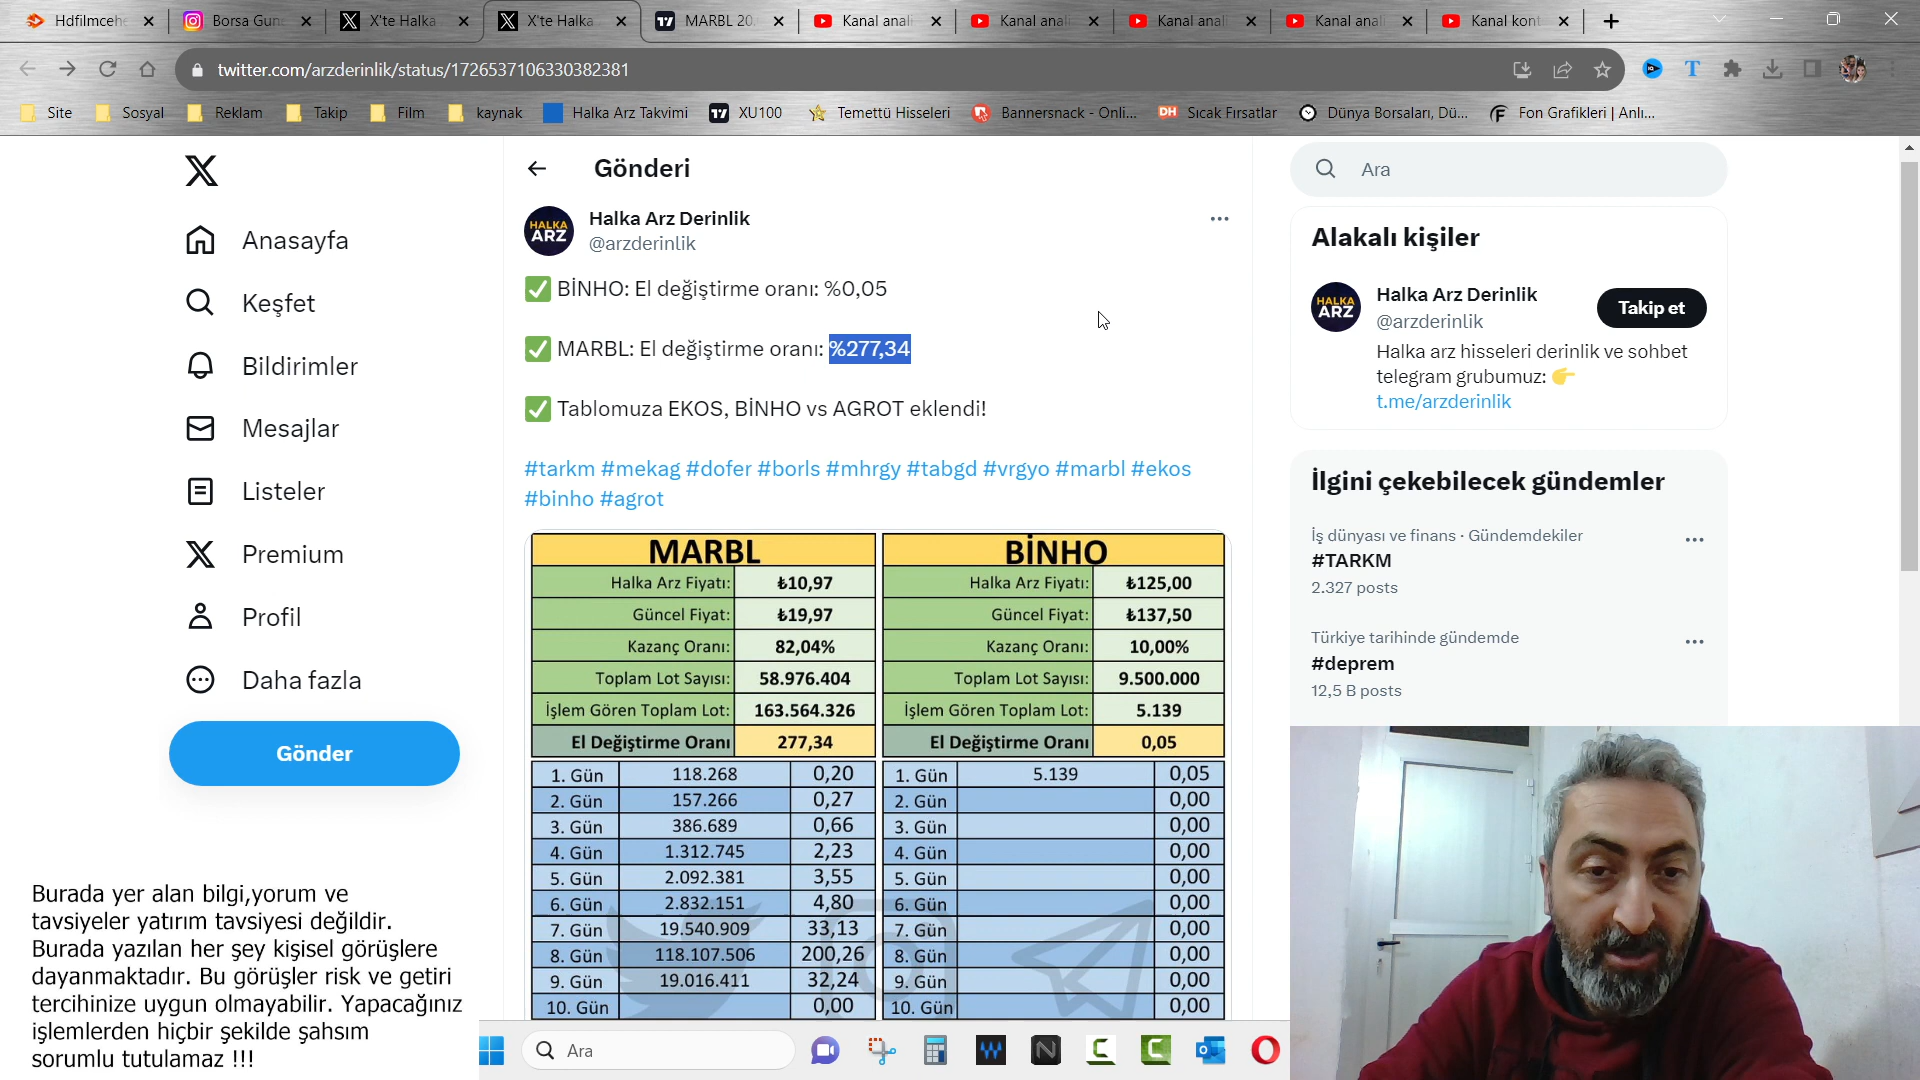 Hdfilmcehe
Borsa Gun
X'te Halka
X'te Halka
MARBL 20
Kanal anali
Kanal anali
Kanal anali
Kanal anali
Kanal kont
twitter.com/arzderinlik/status/1726537106330382381
Site
Sosyal
Reklam
Takip
Film
kaynak
Halka Arz Takvimi
XU100
Temettü Hisseleri
Bannersnack - Onli...
DH Sıcak Fırsatlar
Dünya Borsaları, Dü...
Fon Grafikleri | Anlı...
Anasayfa
Keşfet
Bildirimler
Mesajlar
Listeler
Premium
Profil
Daha fazla
Gönder
Burada yer alan bilgi,yorum ve
tavsiyeler yatırım tavsiyesi değildir.
Burada yazılan her şey kişisel görüşlere
dayanmaktadır. Bu görüşler risk ve getiri
tercihinize uygun olmayabilir. Yapacağınız
işlemlerden hiçbir şekilde şahsım
sorumlu tutulamaz !!!
Gönderi
HALKA
ARZ
Halka Arz Derinlik
@arzderinlik
BİNHO: El değiştirme oranı: %0,05
MARBL: El değiştirme oranı: %277,34
Tablomuza EKOS, BİNHO vs AGROT eklendi!
#tarkm #mekag #dofer #borls #mhrgy #tabgd #vrgyo #marbl #ekos
#binho #agrot
MARBL
Halka Arz Fiyatı: ₺10,97
Güncel Fiyat: ₺19,97
Kazanç Oranı: 82,04%
Toplam Lot Sayısı: 58.976.404
İşlem Gören Toplam Lot: 163.564.326
El Değiştirme Oranı 277,34
1. Gün 118.268 0,20
2. Gün 157.266 0,27
3. Gün 386.689 0,66
4. Gün 1.312.745 2,23
5. Gün 2.092.381 3,55
6. Gün 2.832.151 4,80
7. Gün 19.540.909 33,13
8. Gün 118.107.506 200,26
9. Gün 19.016.411 32,24
10. Gün 0,00
BİNHO
Halka Arz Fiyatı: ₺125,00
Güncel Fiyat: ₺137,50
Kazanç Oranı: 10,00%
Toplam Lot Sayısı: 9.500.000
İşlem Gören Toplam Lot: 5.139
El Değiştirme Oranı 0,05
1. Gün 5.139 0,05
2. Gün 0,00
3. Gün 0,00
4. Gün 0,00
5. Gün 0,00
6. Gün 0,00
7. Gün 0,00
8. Gün 0,00
9. Gün 0,00
10. Gün 0,00
Ara
Alakalı kişiler
HALKA
ARZ
Halka Arz Derinlik
@arzderinlik
Takip et
Halka arz hisseleri derinlik ve sohbet
telegram grubumuz:
t.me/arzderinlik
İlgini çekebilecek gündemler
İş dünyası ve finans · Gündemdekiler
#TARKM
2.327 posts
Türkiye tarihinde gündemde
#deprem
12,5 B posts
Ara